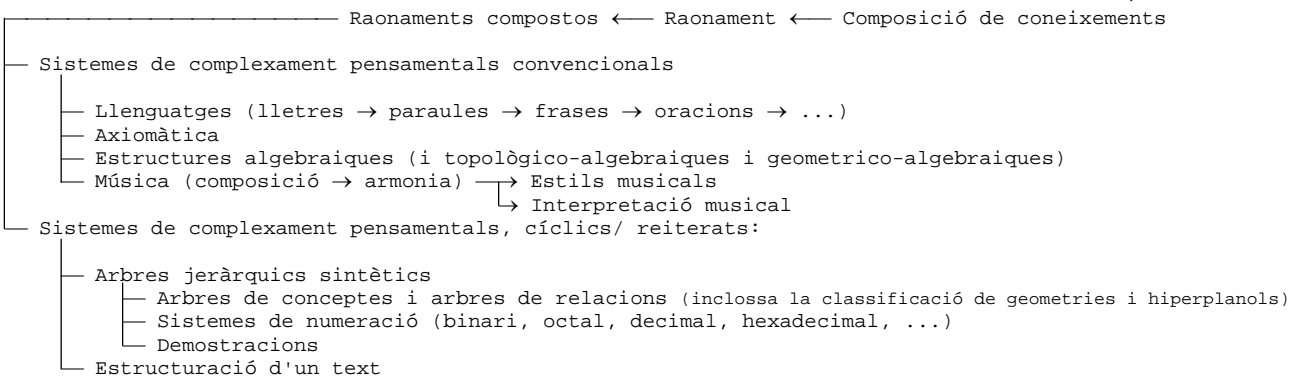 Raonaments compostos ← Raonament ← Composició de coneixements
Sistemes de complexament pensamentals convencionals
Llenguatges (lletres → paraules → frases → oracions → ...)
Axiomàtica
Estructures algebraiques (i topològico-algebraiques i geometrico-algebraiques)
Música (composició → armonia) → Estils musicals
→ Interpretació musical
Sistemes de complexament pensamentals, cíclics/ reiterats:
Arbres jeràrquics sintètics
Arbres de conceptes i arbres de relacions (inclossa la classificació de geometries i hiperplanols)
Sistemes de numeració (binari, octal, decimal, hexadecimal, ...)
Demostracions
Estructuració d'un text